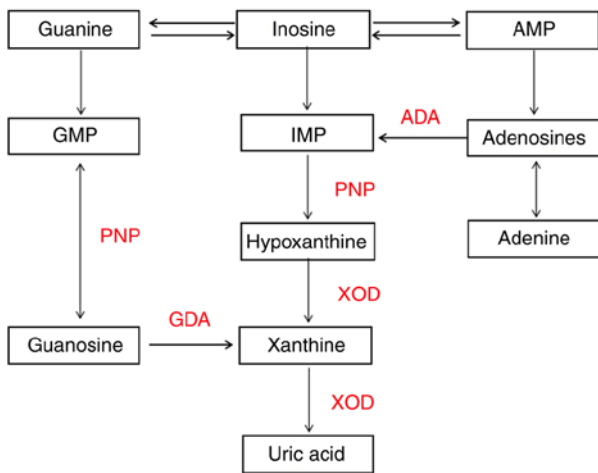 Guanine
Inosine
AMP
ADA
GMP
IMP
Adenosines
PNP
PNP
Hypoxanthine
Adenine
XOD
GDA
Guanosine
Xanthine
XOD
Uric acid